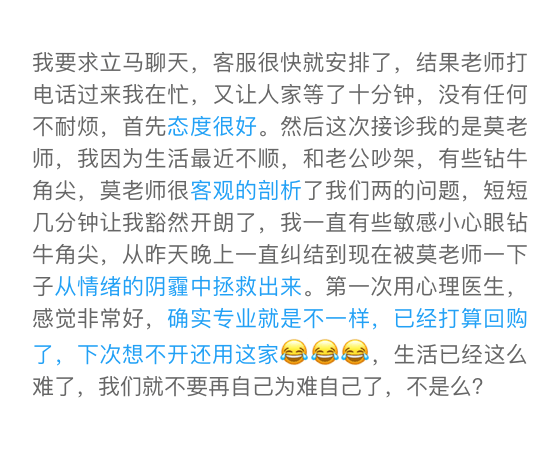 我要求立马聊天，客服很快就安排了，结果老师打
电话过来我在忙，又让人家等了十分钟，没有任何
不耐烦，首先态度很好。然后这次接诊我的是莫老
师，我因为生活最近不顺，和老公吵架，有些钻牛
角尖，莫老师很客观的剖析了我们两的问题，短短
几分钟让我豁然开朗了，我一直有些敏感小心眼钻
牛角尖，从昨天晚上一直纠结到现在被莫老师一下
子从情绪的阴霾中拯救出来。第一次用心理医生，
感觉非常好，确实专业就是不一样，已经打算回购
了，下次想不开还用这家😂😂😂，生活已经这么
难了，我们就不要再自己为难自己了，不是么？